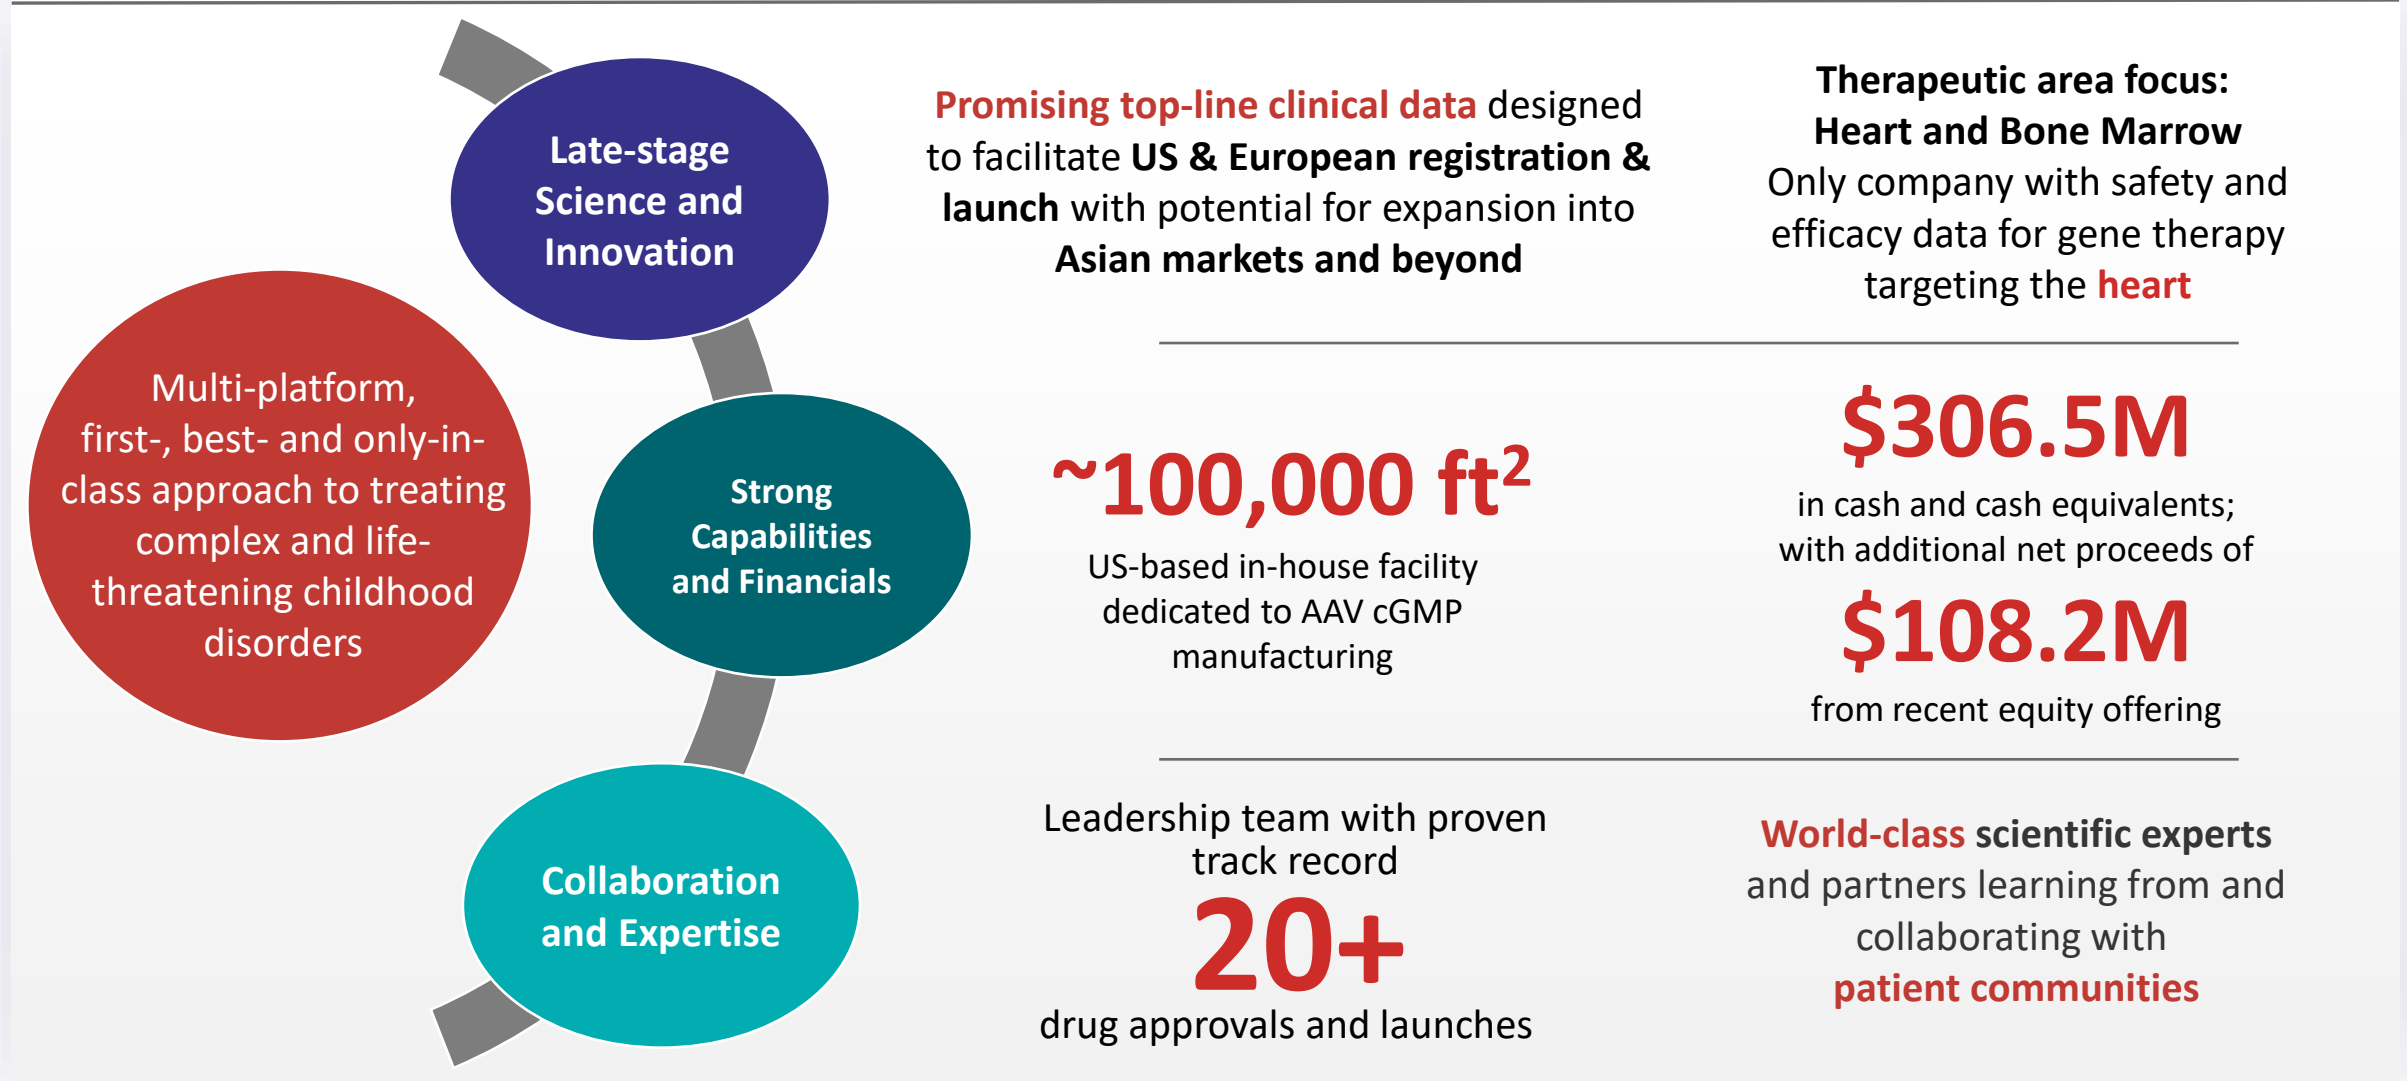 Multi-platform,
first-, best- and only-in-
class approach to treating
complex and life-
threatening childhood
disorders
Late-stage
Science and
Innovation
Promising top-line clinical data designed
to facilitate US & European registration &
launch with potential for expansion into
Asian markets and beyond
Therapeutic area focus:
Heart and Bone Marrow
Only company with safety and
efficacy data for gene therapy
targeting the heart
Strong
Capabilities
and Financials
~100,000 ft²
US-based in-house facility
dedicated to AAV cGMP
manufacturing
$306.5M
in cash and cash equivalents;
with additional net proceeds of
$108.2M
from recent equity offering
Collaboration
and Expertise
Leadership team with proven
track record
20+
drug approvals and launches
World-class scientific experts
and partners learning from and
collaborating with
patient communities